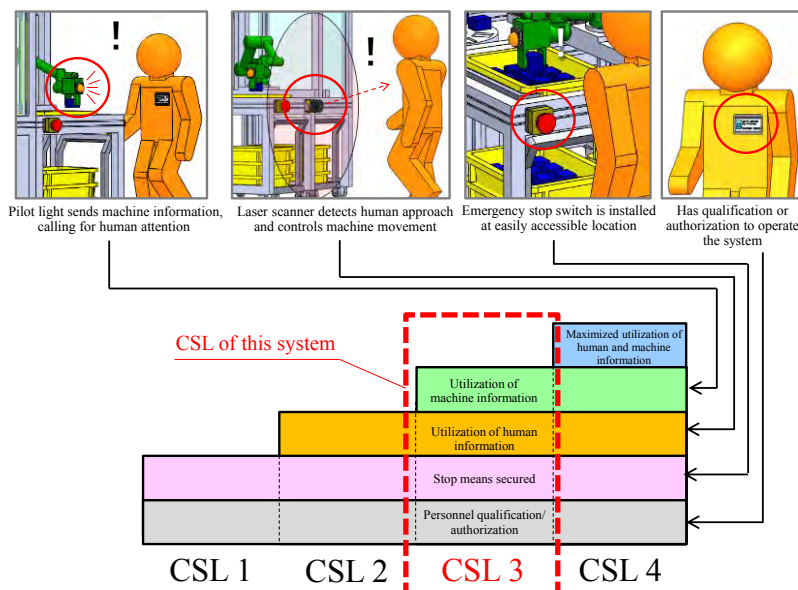 !
!
Pilot light sends machine information,
calling for human attention
Laser scanner detects human approach
and controls machine movement
Emergency stop switch is installed
at easily accessible location
Has qualification or
authorization to operate
the system
CSL of this system
Maximized utilization of
human and machine
information
Utilization of
machine information
Utilization of human
information
Stop means secured
Personnel qualification/
authorization
CSL 1
CSL 2
CSL 3
CSL 4